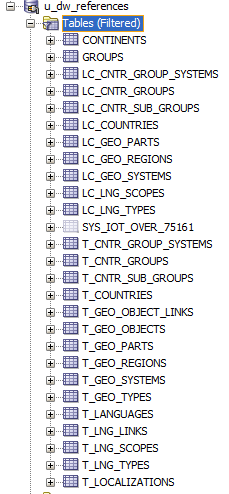 u_dw_references
Tables (Filtered)
CONTINENTS
GROUPS
LC_CNTR_GROUP_SYSTEMS
LC_CNTR_GROUPS
LC_CNTR_SUB_GROUPS
LC_COUNTRIES
LC_GEO_PARTS
LC_GEO_REGIONS
LC_GEO_SYSTEMS
LC_LNG_SCOPES
LC_LNG_TYPES
SYS_IOT_OVER_75161
T_CNTR_GROUP_SYSTEMS
T_CNTR_GROUPS
T_CNTR_SUB_GROUPS
T_COUNTRIES
T_GEO_OBJECT_LINKS
T_GEO_OBJECTS
T_GEO_PARTS
T_GEO_REGIONS
T_GEO_SYSTEMS
T_GEO_TYPES
T_LANGUAGES
T_LNG_LINKS
T_LNG_SCOPES
T_LNG_TYPES
T_LOCALIZATIONS